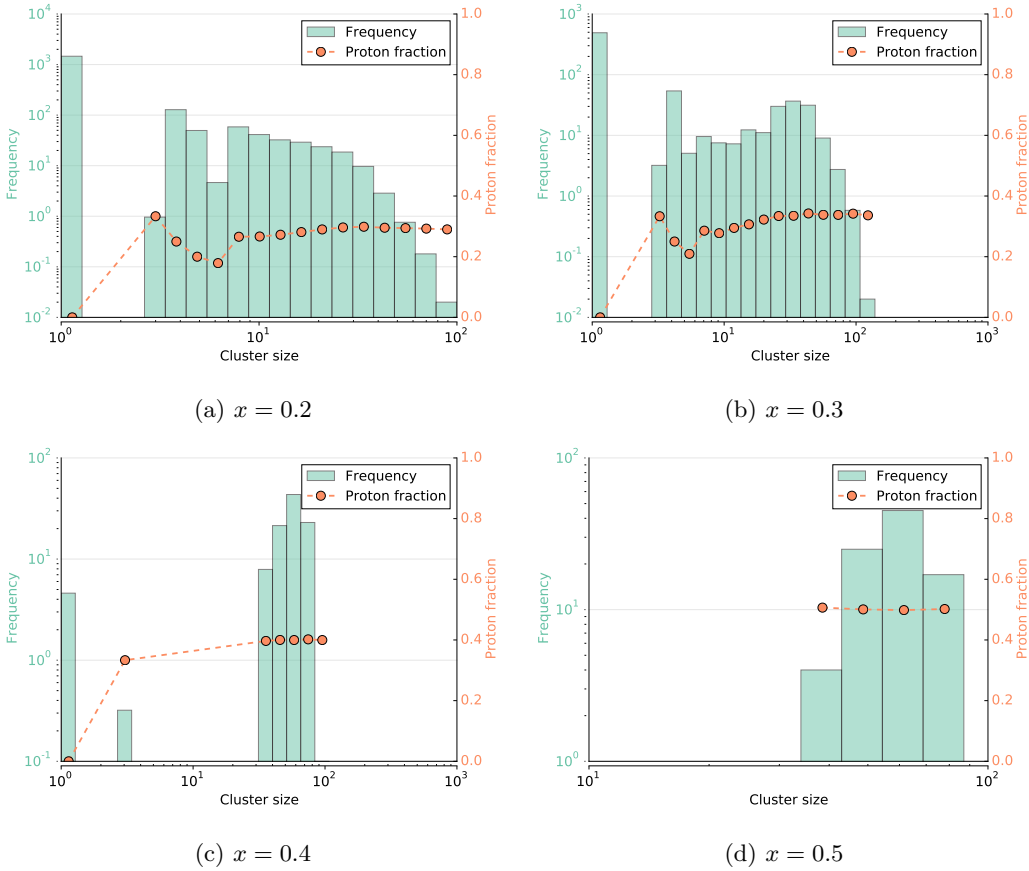 10^4
10^3
10^2
10^1
10^0
10^-1
10^-2
Frequency
1.0
0.8
0.6
0.4
0.2
0.0
Proton fraction
Frequency
Proton fraction
10^0
10^1
10^2
Cluster size
(a) x = 0.2
10^3
10^2
10^1
10^0
10^-1
10^-2
Frequency
1.0
0.8
0.6
0.4
0.2
0.0
Proton fraction
Frequency
Proton fraction
10^0
10^1
10^2
10^3
Cluster size
(b) x = 0.3
10^2
10^1
10^0
10^-1
Frequency
1.0
0.8
0.6
0.4
0.2
0.0
Proton fraction
Frequency
Proton fraction
10^0
10^1
10^2
10^3
Cluster size
(c) x = 0.4
10^2
10^1
10^0
Frequency
1.0
0.8
0.6
0.4
0.2
0.0
Proton fraction
Frequency
Proton fraction
10^1
10^2
Cluster size
(d) x = 0.5